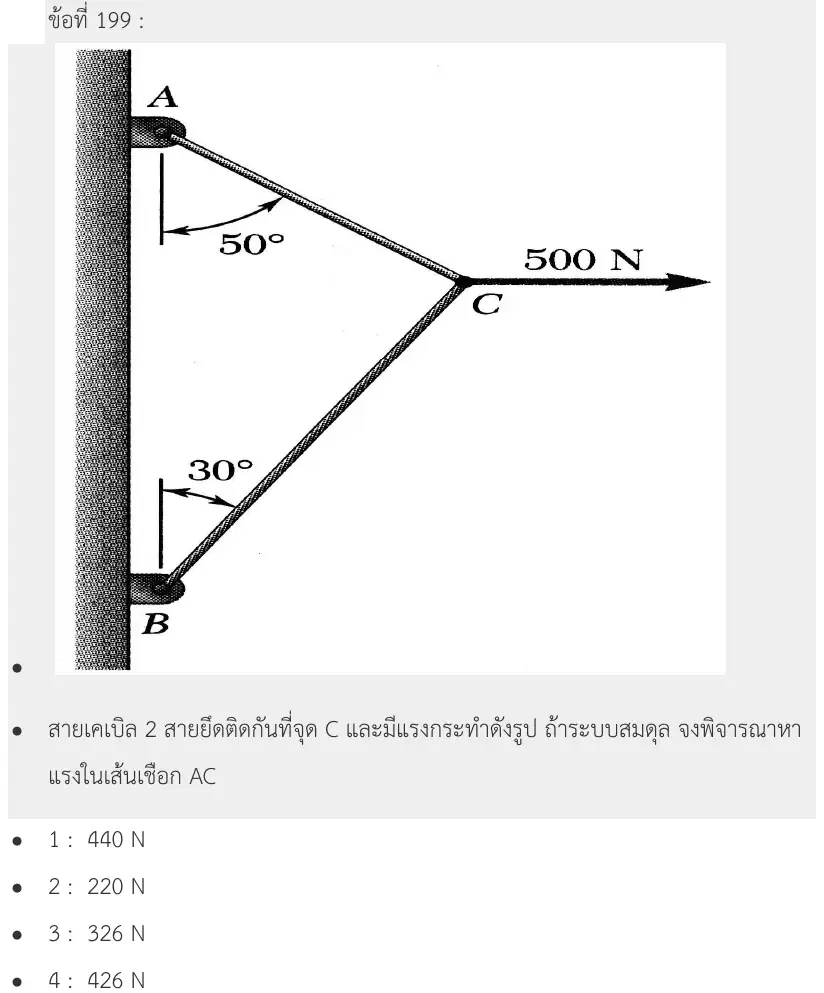 ข้อที่ 199 :
A
50°
500 N
C
30°
B
สายเคเบิล 2 สายยึดติดกันที่จุด C และมีแรงกระทำดังรูป ถ้าระบบสมดุล จงพิจารณาหา
แรงในเส้นเชือก AC
1 : 440 N
2 : 220 N
3 : 326 N
4 : 426 N